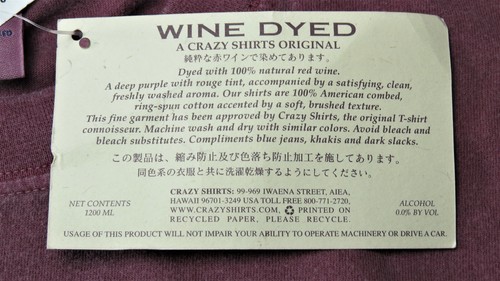 WINE DYED
A CRAZY SHIRTS ORIGINAL
純粋な赤ワインで染めてあります。
Dyed with 100% natural red wine.
A deep purple with rouge tint, accompanied by a satisfying, clean,
freshly washed aroma. Our shirts are 100% American combed,
ring-spun cotton accented by a soft, brushed texture.
This fine garment has been approved by Crazy Shirts, the original T-shirt
connoisseur. Machine wash and dry with similar colors. Avoid bleach and
bleach substitutes. Compliments blue jeans, khakis and dark slacks.
この製品は、縮み防止及び色落ち防止加工を施してあります。
同色系の衣服と共に洗濯乾燥するようにしてください。
NET CONTENTS
1200 ML
CRAZY SHIRTS: 99-969 IWAENA STREET, AIEA,
HAWAII 96701-3249 USA TOLL FREE 800-771-2720,
WWW.CRAZYSHIRTS.COM, PRINTED ON
RECYCLED PAPER, PLEASE RECYCLE.
ALCOHOL
0.0% BY VOL
USAGE OF THIS PRODUCT WILL NOT IMPAIR YOUR ABILITY TO OPERATE MACHINERY OR DRIVE A CAR.